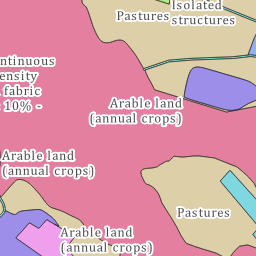 Isolated
structures
Pastures
ntinuous
ensity
fabric
10% -
Arable land
(annual crops)
Arable land
(annual crops)
Pastures
Arable land
(annual crops)